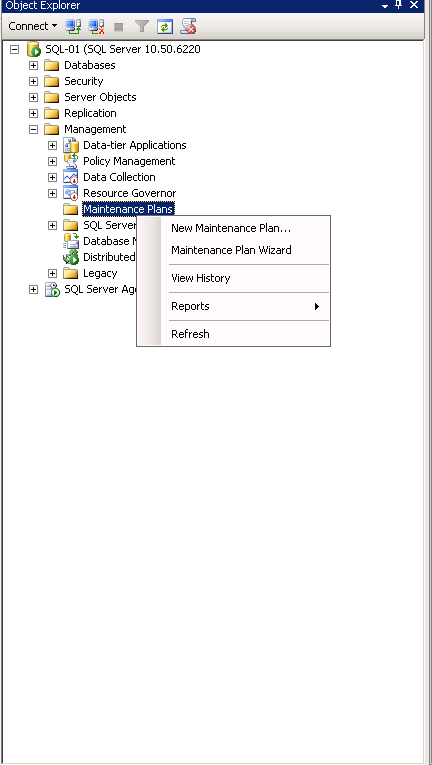 Object Explorer
Connect
SQL-01 (SQL Server 10.50.6220
Databases
Security
Server Objects
Replication
Management
Data-tier Applications
Policy Management
Data Collection
Resource Governor
Maintenance Plans
SQL Server
Database
Distributed
Legacy
SQL Server
New Maintenance Plan...
Maintenance Plan Wizard
View History
Reports
Refresh